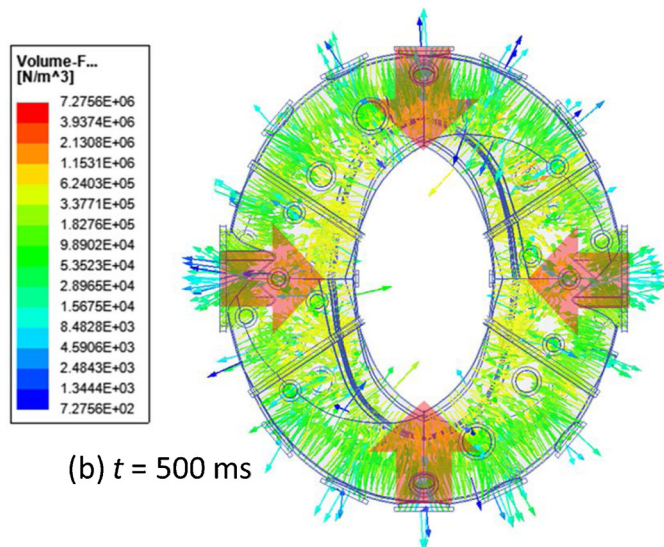 Volume-F...
[N/m^3]
7.2756E+06
3.9374E+06
2.1308E+06
1.1531E+06
6.2403E+05
3.3771E+05
1.8276E+05
9.8902E+04
5.3523E+04
2.8965E+04
1.5675E+04
8.4828E+03
4.5906E+03
2.4843E+03
1.3444E+03
7.2756E+02
(b) t = 500 ms